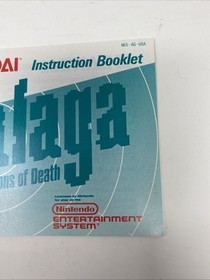 NES-AG-USA
DAI Instruction Booklet
alaga
ons of Death
Licensed by Nintendo
for play on the
Nintendo
ENTERTAINMENT
SYSTEM